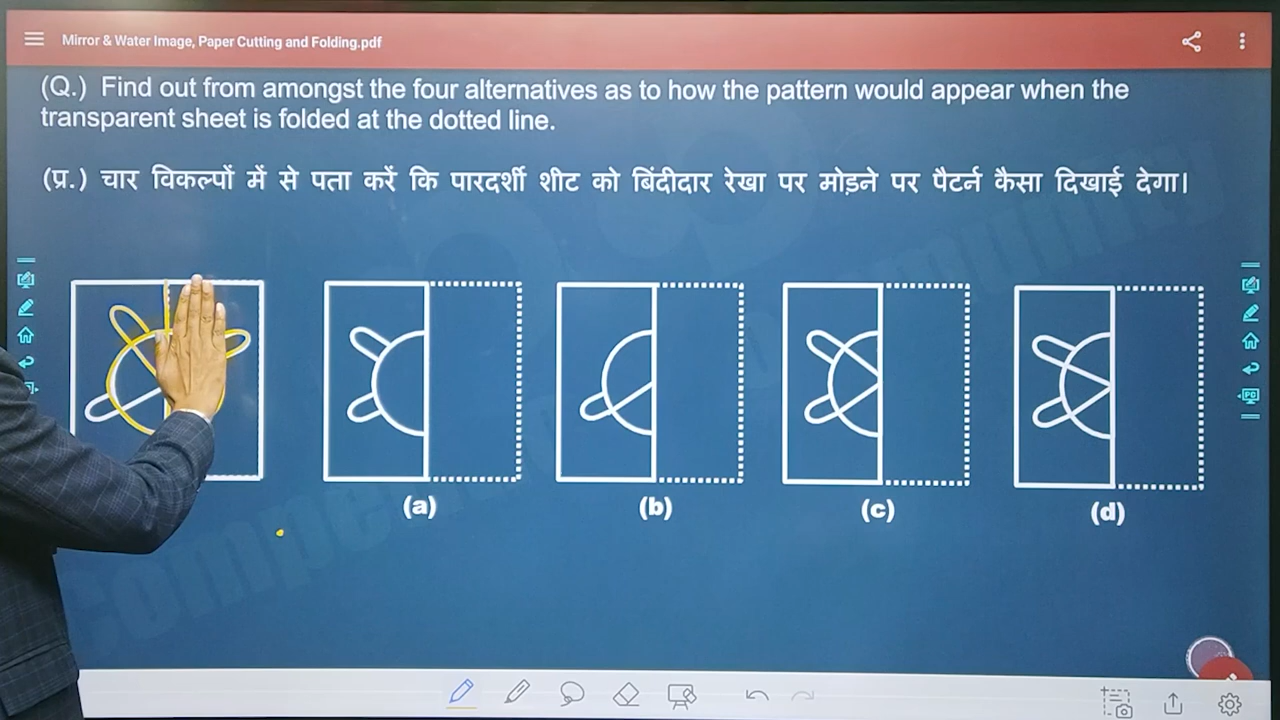 Mirror & Water Image, Paper Cutting and Folding.pdf
(Q.) Find out from amongst the four alternatives as to how the pattern would appear when the
transparent sheet is folded at the dotted line.
(प्र.) चार विकल्पों में से पता करें कि पारदर्शी शीट को बिंदीदार रेखा पर मोड़ने पर पैटर्न कैसा दिखाई देगा।
(a) (b) (c) (d)